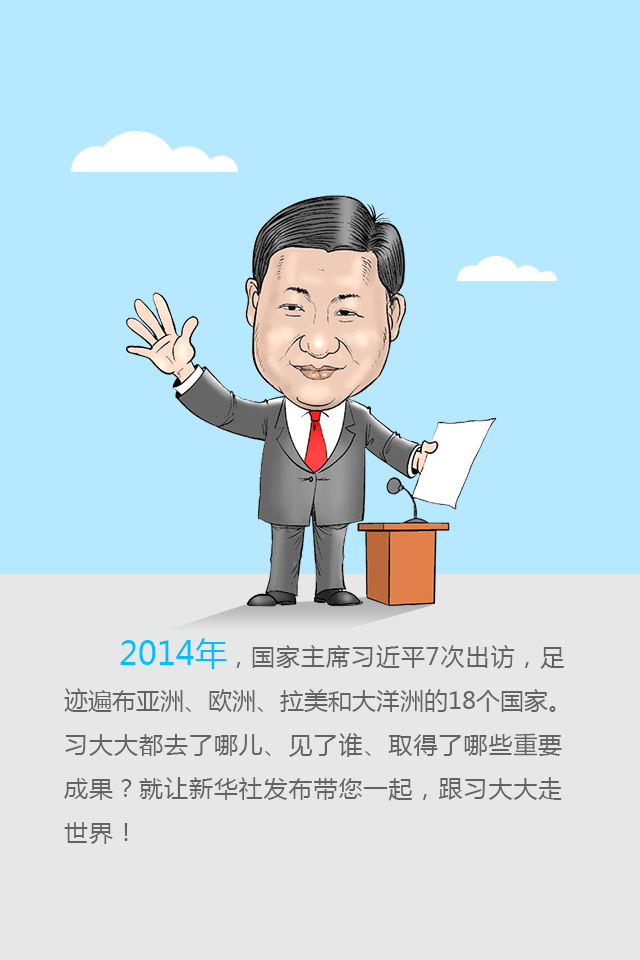 2014年，国家主席习近平7次出访，足
迹遍布亚洲、欧洲、拉美和大洋洲的18个国家。
习大大都去了哪儿、见了谁、取得了哪些重要
成果？就让新华社发布带您一起，跟习大大走
世界！